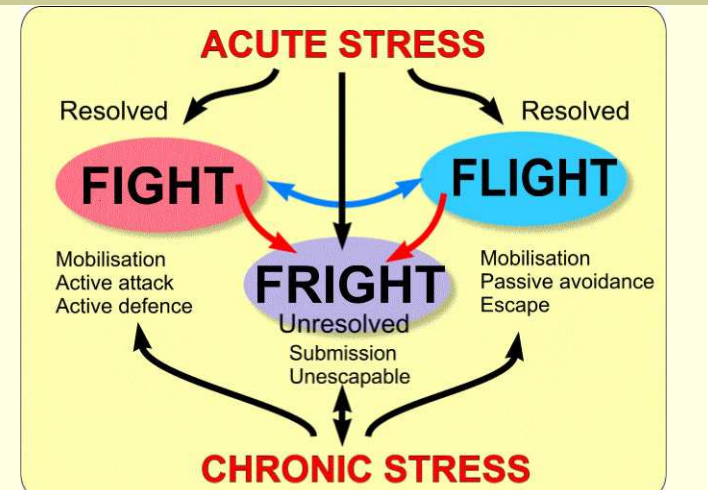 ACUTE STRESS
Resolved
Resolved
FIGHT
FLIGHT
Mobilisation
Active attack
Active defence
FRIGHT
Unresolved
Submission
Unescapable
Mobilisation
Passive avoidance
Escape
CHRONIC STRESS